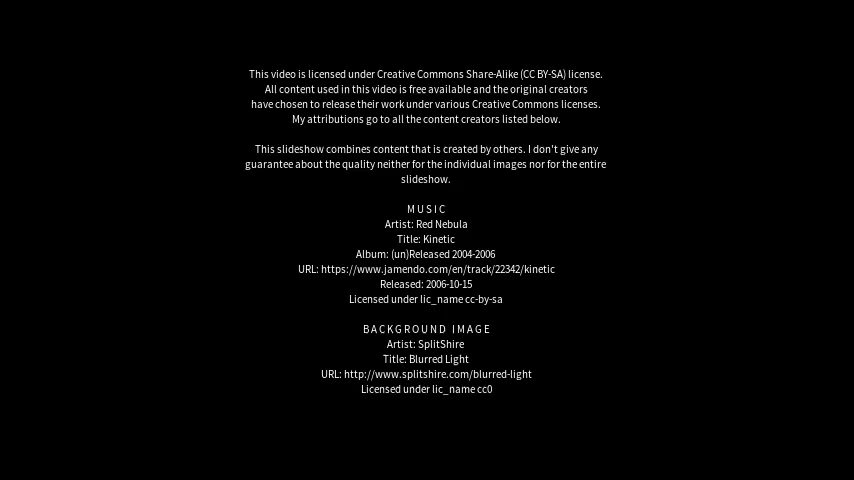 This video is licensed under Creative Commons Share-Alike (CC BY-SA) license.
All content used in this video is free available and the original creators
have chosen to release their work under various Creative Commons licenses.
My attributions go to all the content creators listed below.
This slideshow combines content that is created by others. I don't give any
guarantee about the quality neither for the individual images nor for the entire
slideshow.
MUSIC
Artist: Red Nebula
Title: Kinetic
Album: (un)Released 2004-2006
URL: https://www.jamendo.com/en/track/22342/kinetic
Released: 2006-10-15
Licensed under lic_name cc-by-sa
BACKGROUND IMAGE
Artist: SplitShire
Title: Blurred Light
URL: http://www.splitshire.com/blurred-light
Licensed under lic_name cc0